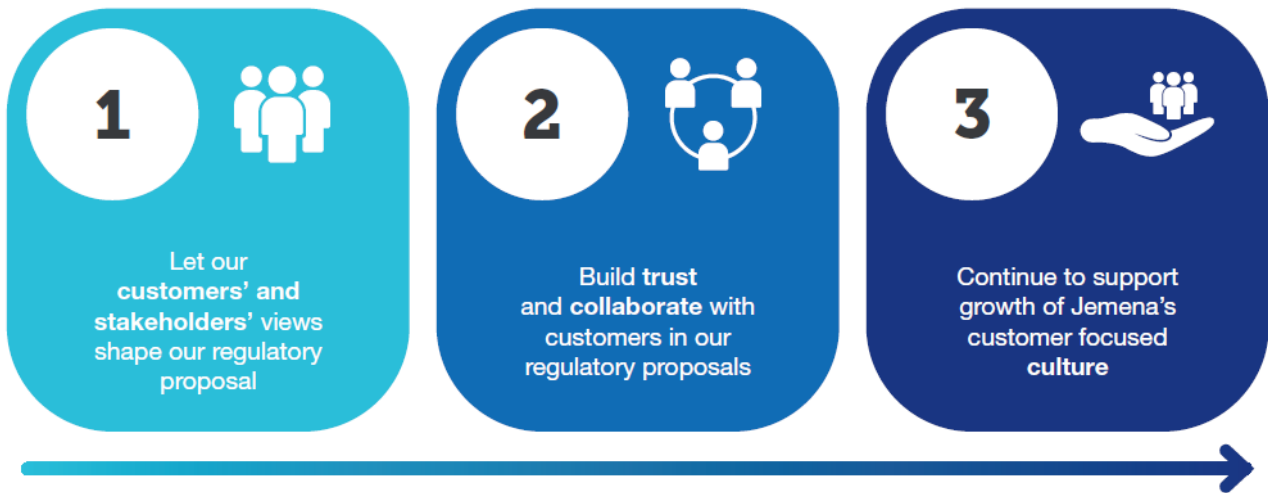 1
Let our
customers’ and
stakeholders’ views
shape our regulatory
proposal
2
Build trust
and collaborate with
customers in our
regulatory proposals
3
Continue to support
growth of Jemena’s
customer focused
culture